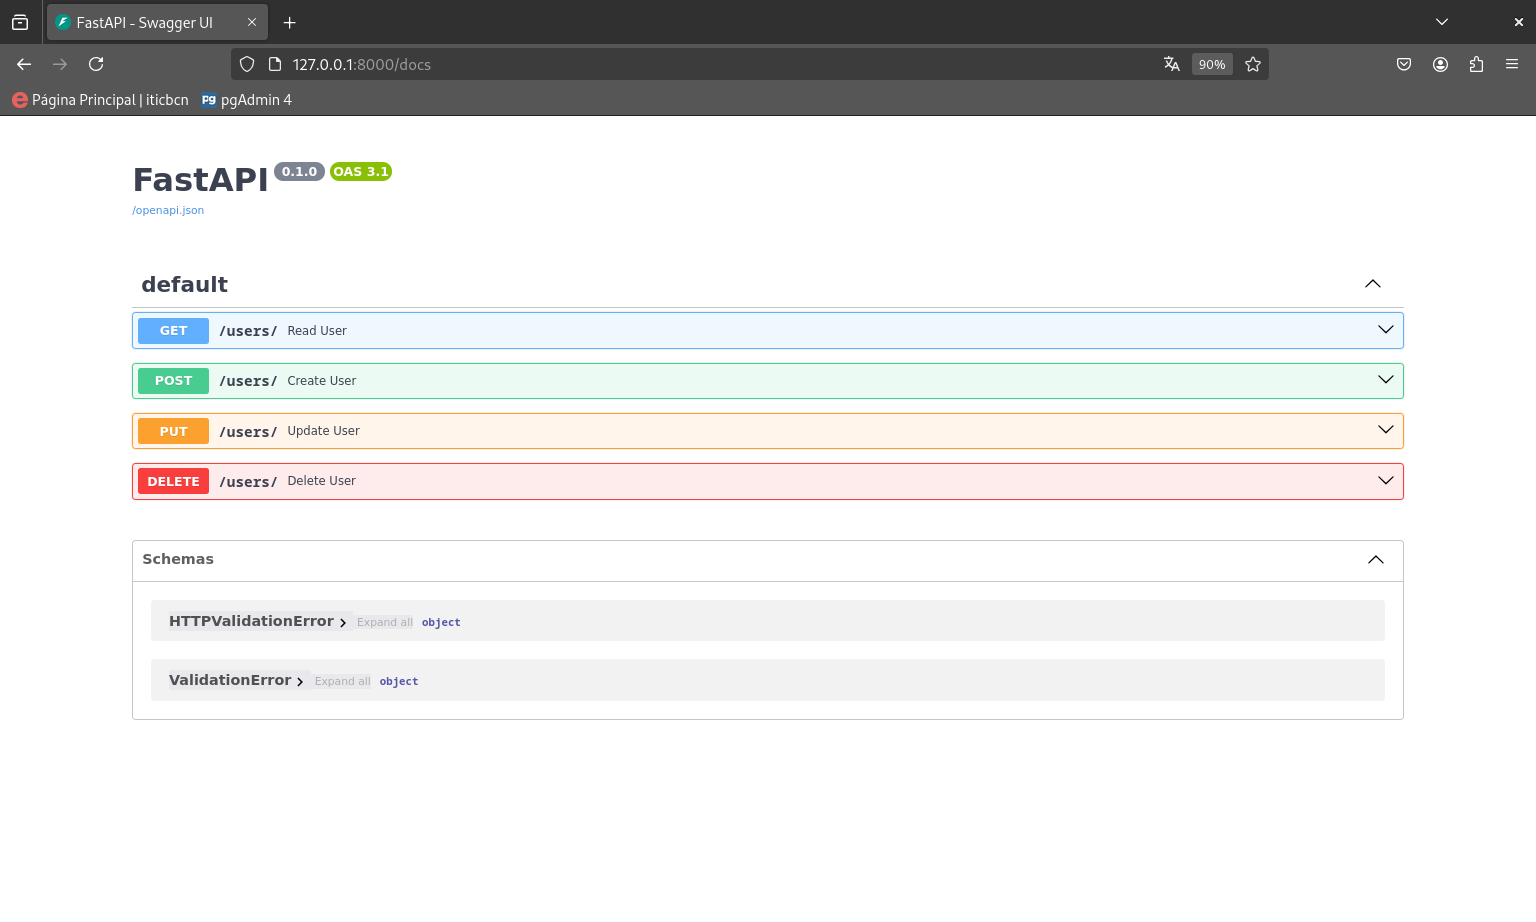 FastAPI - Swagger UI
127.0.0.1:8000/docs
90%
Página Principal | iticbcn
pg pgAdmin 4
FastAPI 0.1.0 OAS 3.1
/openapi.json
default
GET /users/ Read User
POST /users/ Create User
PUT /users/ Update User
DELETE /users/ Delete User
Schemas
HTTPValidationError Expand all object
ValidationError Expand all object